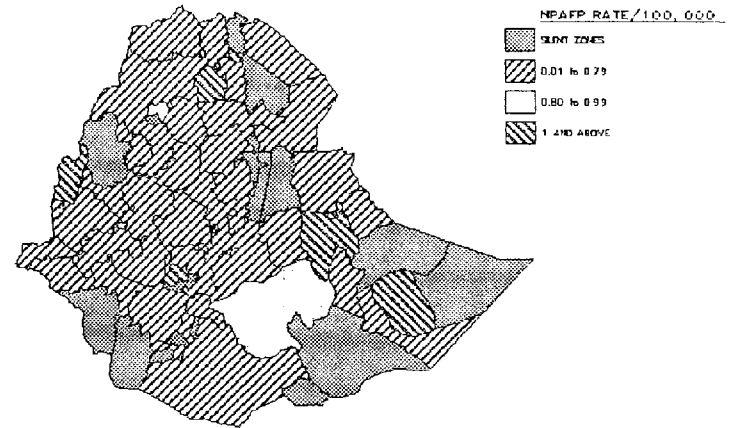 NPAFP RATE/100,000
SILENT ZONES
0.01 to 0.79
0.80 to 0.99
1 AND ABOVE